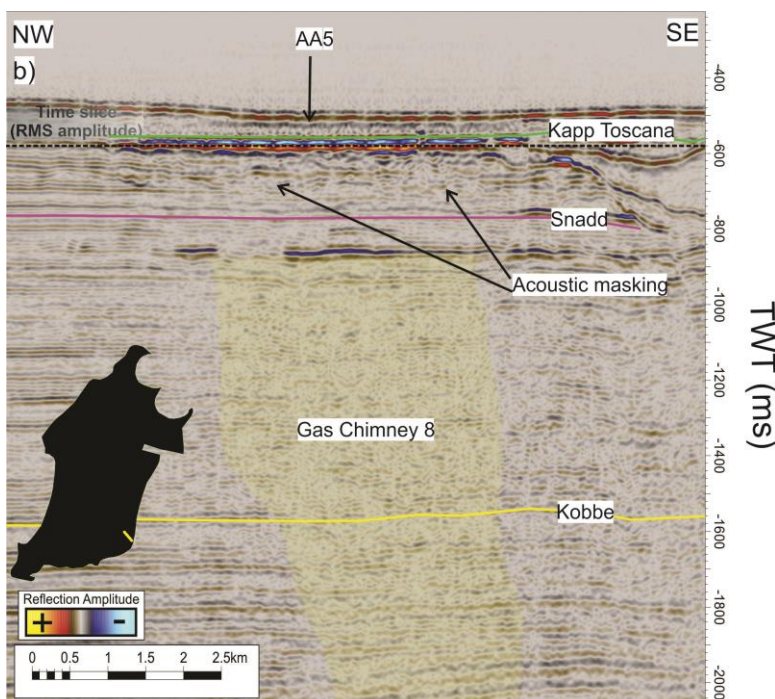 NW
AA5
SE
b)
Time slice
(RMS amplitude)
Kapp Toscana
Snadd
Acoustic masking
Gas Chimney 8
Kobbe
-400
-600
-800
-1000
-1200
-1400
-1600
-1800
-2000
TWT (ms)
Reflection Amplitude
+ -
0 0.5 1 1.5 2 2.5km